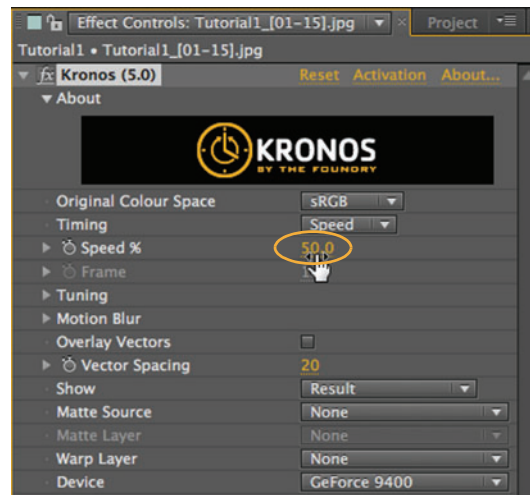 Effect Controls: Tutorial1_[01-15].jpg Project
Tutorial1 • Tutorial1_[01-15].jpg
fx Kronos (5.0) Reset Activation About...
About
KRONOS
BY THE FOUNDRY
Original Colour Space sRGB
Timing Speed
Speed % 50.0
Frame
Tuning
Motion Blur
Overlay Vectors
Vector Spacing 20
Show Result
Matte Source None
Matte Layer None
Warp Layer None
Device GeForce 9400